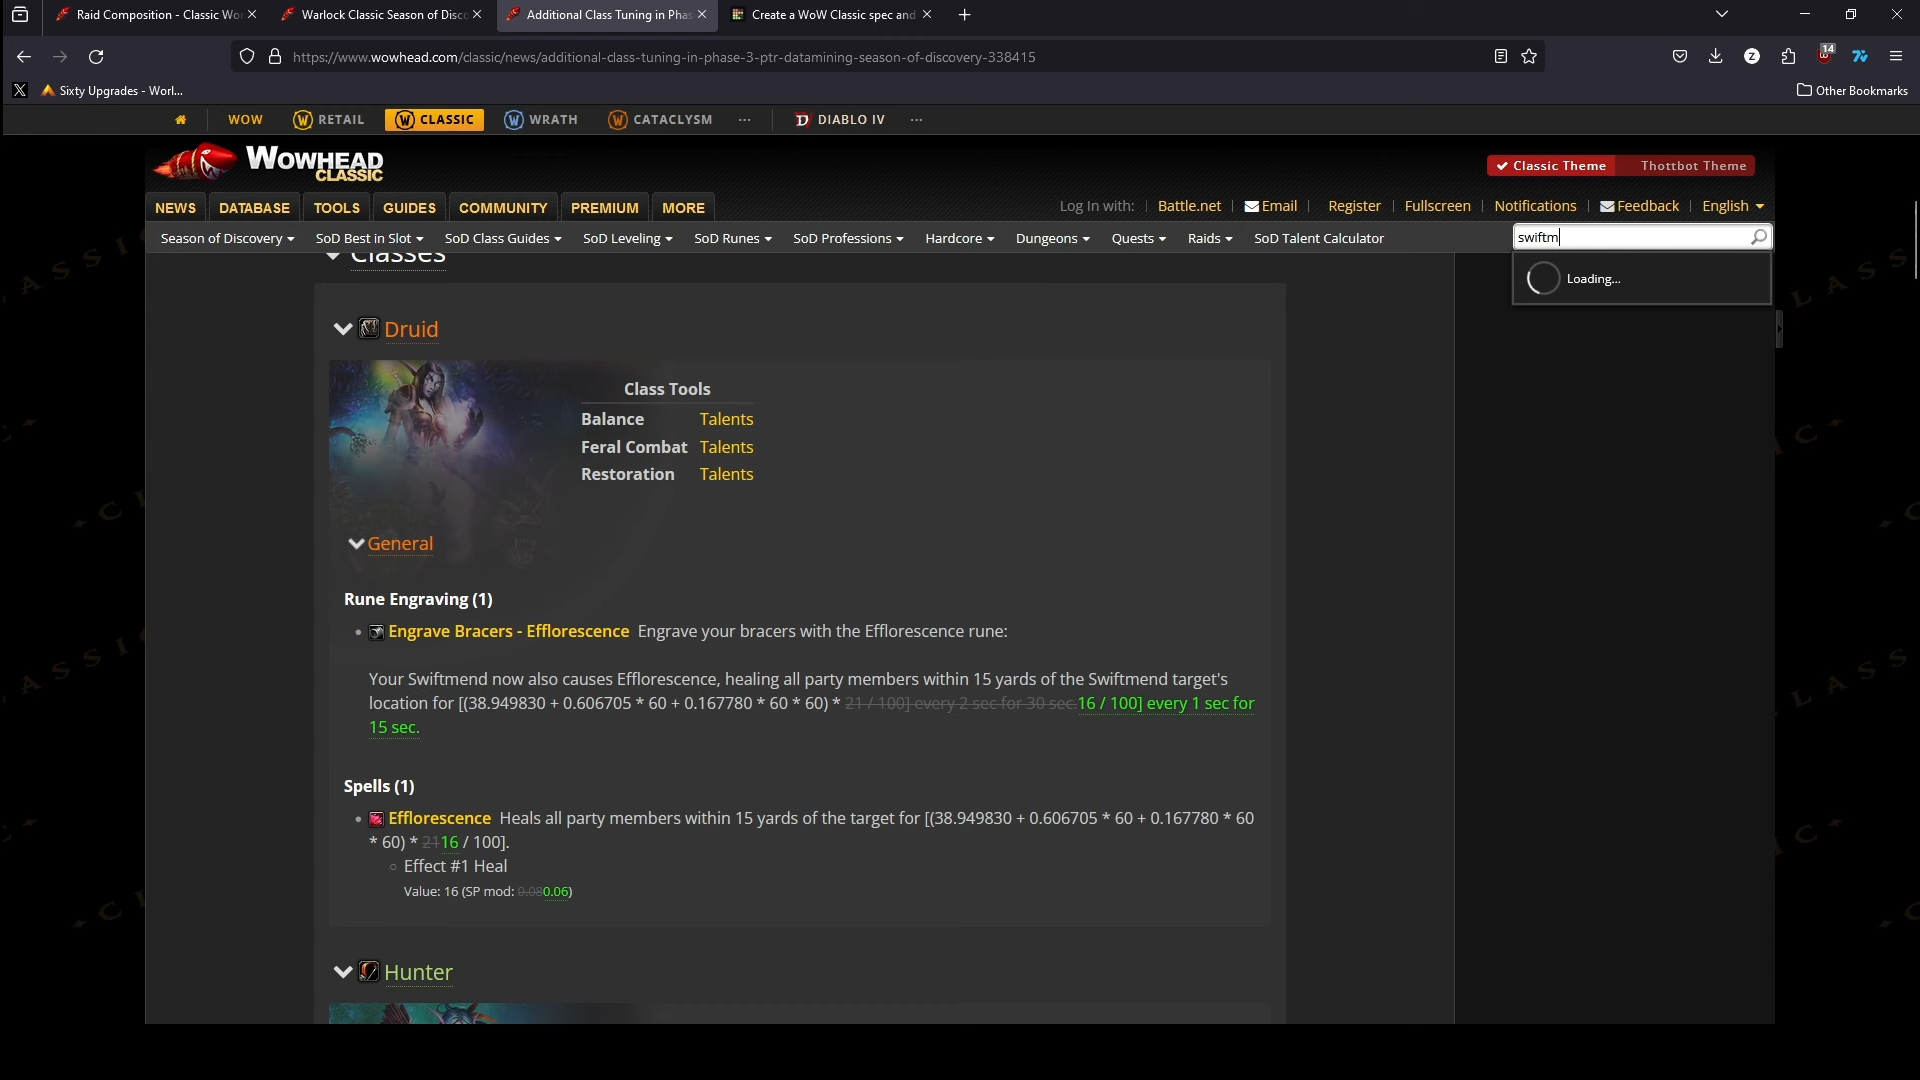 Raid Composition - Classic Wo
Warlock Classic Season of Disco
Additional Class Tuning in Phas
Create a WoW Classic spec and
https://www.wowhead.com/classic/news/additional-class-tuning-in-phase-3-ptr-datamining-season-of-discovery-338415
Z
14
X
Sixty Upgrades - Worl...
Other Bookmarks
WOW
RETAIL
CLASSIC
WRATH
CATACLYSM
...
DIABLO IV
...
WOWHEAD
CLASSIC
Classic Theme
Thottbot Theme
NEWS
DATABASE
TOOLS
GUIDES
COMMUNITY
PREMIUM
MORE
Log In with:
Battle.net
Email
Register
Fullscreen
Notifications
Feedback
English
Season of Discovery
SoD Best in Slot
SoD Class Guides
SoD Leveling
SoD Runes
SoD Professions
Hardcore
Dungeons
Quests
Raids
SoD Talent Calculator
swiftm
Loading...
Classes
Druid
Class Tools
Balance Talents
Feral Combat Talents
Restoration Talents
General
Rune Engraving (1)
• Engrave Bracers - Efflorescence Engrave your bracers with the Efflorescence rune:
Your Swiftmend now also causes Efflorescence, healing all party members within 15 yards of the Swiftmend target's
location for [(38.949830 + 0.606705 * 60 + 0.167780 * 60 * 60) * 21 / 100] every 2 sec for 30 sec.16 / 100] every 1 sec for
15 sec.
Spells (1)
• Efflorescence Heals all party members within 15 yards of the target for [(38.949830 + 0.606705 * 60 + 0.167780 * 60
* 60) * 2116 / 100].
○ Effect #1 Heal
Value: 16 (SP mod: 0.080.06)
Hunter